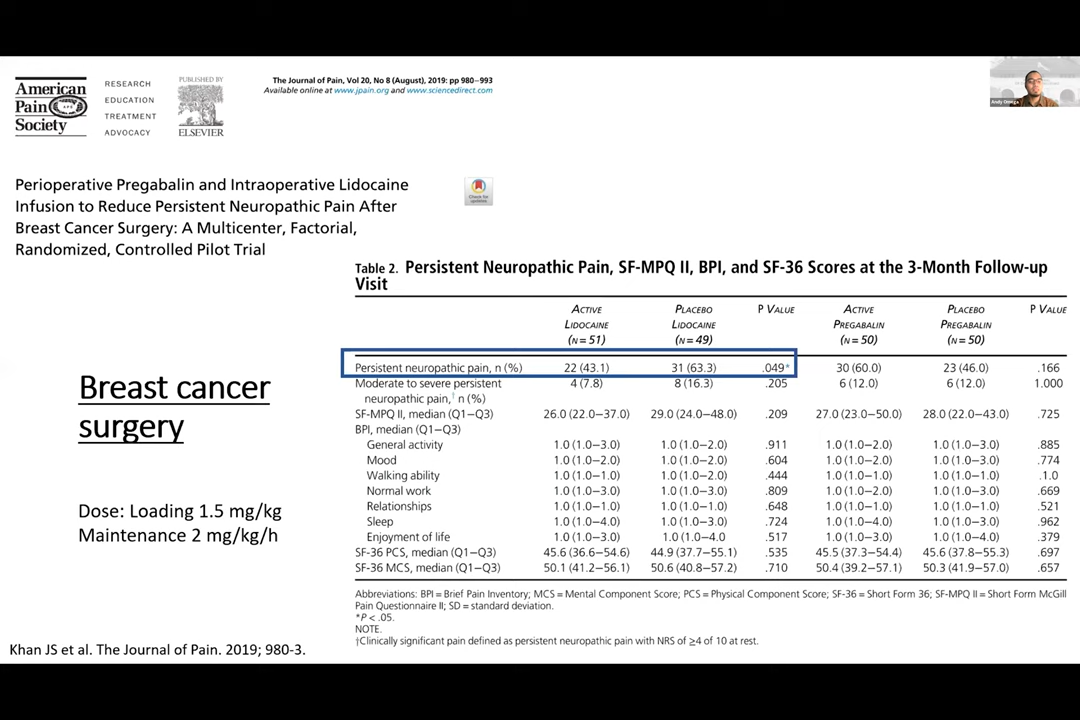 American
Pain
Society
RESEARCH
EDUCATION
TREATMENT
ADVOCACY
PUBLISHED BY
ELSEVIER
The Journal of Pain, Vol 20, No 8 (August), 2019: pp 980−993
Available online at www.jpain.org and www.sciencedirect.com
Andy Omega
Perioperative Pregabalin and Intraoperative Lidocaine
Infusion to Reduce Persistent Neuropathic Pain After
Breast Cancer Surgery: A Multicenter, Factorial,
Randomized, Controlled Pilot Trial
Check for
updates
Breast cancer
surgery
Dose: Loading 1.5 mg/kg
Maintenance 2 mg/kg/h
Table 2. Persistent Neuropathic Pain, SF-MPQ II, BPI, and SF-36 Scores at the 3-Month Follow-up
Visit
ACTIVE LIDOCAINE (N = 51) PLACEBO LIDOCAINE (N = 49) P VALUE ACTIVE PREGABALIN (N = 50) PLACEBO PREGABALIN (N = 50) P VALUE
Persistent neuropathic pain, n (%) 22 (43.1) 31 (63.3) .049* 30 (60.0) 23 (46.0) .166
Moderate to severe persistent 4 (7.8) 8 (16.3) .205 6 (12.0) 6 (12.0) 1.000
neuropathic pain,† n (%)
SF-MPQ II, median (Q1−Q3) 26.0 (22.0−37.0) 29.0 (24.0−48.0) .209 27.0 (23.0−50.0) 28.0 (22.0−43.0) .725
BPI, median (Q1−Q3)
General activity 1.0 (1.0−3.0) 1.0 (1.0−2.0) .911 1.0 (1.0−2.0) 1.0 (1.0−3.0) .885
Mood 1.0 (1.0−2.0) 1.0 (1.0−2.0) .604 1.0 (1.0−2.0) 1.0 (1.0−3.0) .774
Walking ability 1.0 (1.0−1.0) 1.0 (1.0−2.0) .444 1.0 (1.0−1.0) 1.0 (1.0−1.0) .1.0
Normal work 1.0 (1.0−3.0) 1.0 (1.0−3.0) .809 1.0 (1.0−2.0) 1.0 (1.0−3.0) .669
Relationships 1.0 (1.0−1.0) 1.0 (1.0−2.0) .648 1.0 (1.0−1.0) 1.0 (1.0−1.0) .521
Sleep 1.0 (1.0−4.0) 1.0 (1.0−3.0) .724 1.0 (1.0−4.0) 1.0 (1.0−3.0) .962
Enjoyment of life 1.0 (1.0−3.0) 1.0 (1.0−4.0 .517 1.0 (1.0−3.0) 1.0 (1.0−4.0) .379
SF-36 PCS, median (Q1−Q3) 45.6 (36.6−54.6) 44.9 (37.7−55.1) .535 45.5 (37.3−54.4) 45.6 (37.8−55.3) .697
SF-36 MCS, median (Q1−Q3) 50.1 (41.2−56.1) 50.6 (40.8−57.2) .710 50.4 (39.2−57.1) 50.3 (41.9−57.0) .657
Abbreviations: BPI = Brief Pain Inventory; MCS = Mental Component Score; PCS = Physical Component Score; SF-36 = Short Form 36; SF-MPQ II = Short Form McGill
Pain Questionnaire II; SD = standard deviation.
*P < .05.
NOTE.
†Clinically significant pain defined as persistent neuropathic pain with NRS of ≥4 of 10 at rest.
Khan JS et al. The Journal of Pain. 2019; 980-3.